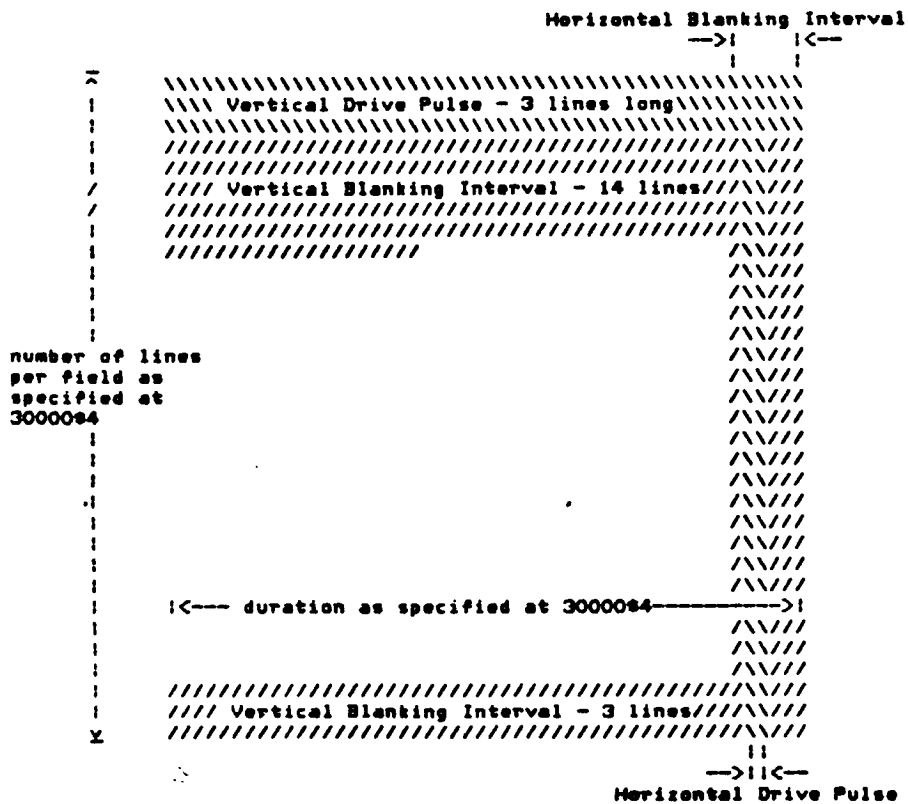 Horizontal Blanking Interval
-->| |<--
\\\\ Vertical Drive Pulse - 3 lines long\\\\\\\\\\
//// Vertical Blanking Interval - 14 lines///\\///
number of lines
per field as
specified at
3000084
|<--- duration as specified at 3000084----------->|
//// Vertical Blanking Interval - 3 lines////\\///
-->||<--
Horizontal Drive Pulse